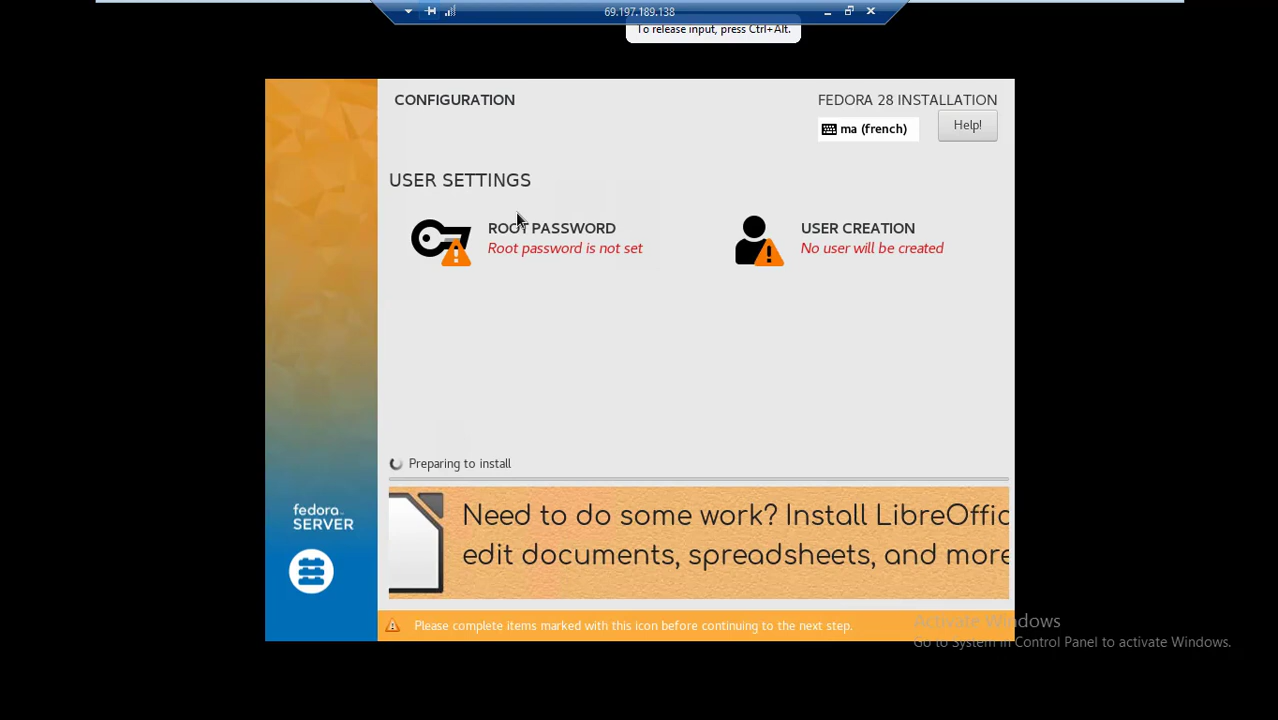 69.197.189.138
To release input, press Ctrl+Alt.
CONFIGURATION
FEDORA 28 INSTALLATION
ma (french)
Help!
USER SETTINGS
ROOT PASSWORD
Root password is not set
USER CREATION
No user will be created
Preparing to install
Need to do some work? Install LibreOffic
edit documents, spreadsheets, and more
fedora
SERVER
Please complete items marked with this icon before continuing to the next step.
Activate Windows
Go to System in Control Panel to activate Windows.